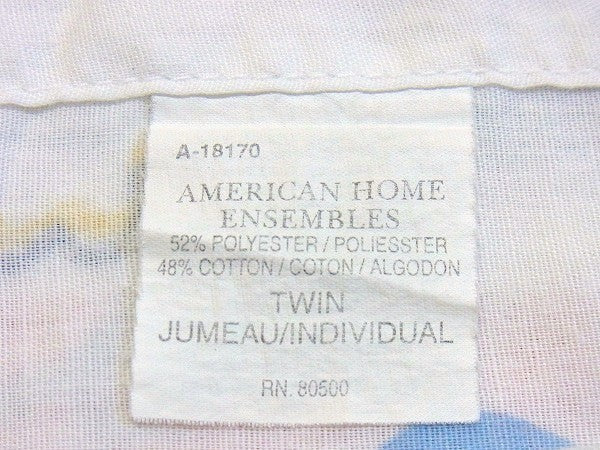 A-18170
AMERICAN HOME
ENSEMBLES
52% POLYESTER / POLIESSTER
48% COTTON / COTON / ALGODON
TWIN
JUMEAU/INDIVIDUAL
RN. 80500